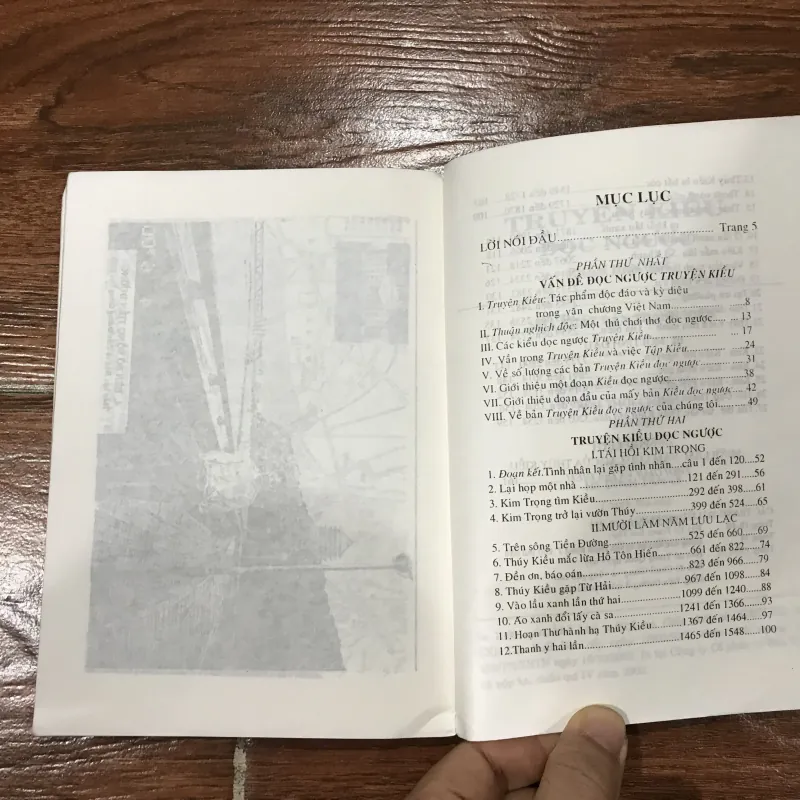 MỤC LỤC
LỜI NÓI ĐẦU.................................... Trang 5
PHẦN THỨ NHẤT
VẤN ĐỀ ĐỌC NGƯỢC TRUYỆN KIỀU
I. Truyện Kiều: Tác phẩm độc đáo và kỳ diệu
trong văn chương Việt Nam....................8
II. Thuận nghịch độc: Một thú chơi thơ đọc ngược..... ... 13
III. Các kiểu đọc ngược Truyện Kiều....................... ... 17
IV. Vần trong Truyện Kiều và việc Tập Kiều................24
V. Về số lượng các bản Truyện Kiều đọc ngược............31
VI. Giới thiệu một đoạn Kiều đọc ngược....................38
VII. Giới thiệu đoạn đầu của mấy bản Kiều đọc ngược....42
VIII. Về bản Truyện Kiều đọc ngược của chúng tôi........49
PHẦN THỨ HAI
TRUYỆN KIỀU ĐỌC NGƯỢC
I.TÁI HỒI KIM TRỌNG
1. Đoạn kết.Tình nhân lại gặp tình nhân....câu 1 đến 120....52
2. Lại họp một nhà .........................121 đến 291.....56
3. Kim Trọng tìm Kiều.....................292 đến 398.....61
4. Kim Trọng trở lại vườn Thúy............399 đến 524.....65
II.MƯỜI LĂM NĂM LƯU LẠC
5. Trên sông Tiền Đường...................525 đến 660.....69
6. Thúy Kiều mắc lừa Hồ Tôn Hiến......661 đến 822.....74
7. Đền ơn, báo oán..........................823 đến 966.....79
8. Thúy Kiều gặp Từ Hải.................. 967 đến 1098.....84
9. Vào lầu xanh lần thứ hai...............1099 đến 1240.....88
10. Áo xanh đổi lấy cà sa.................. 1241 đến 1366.....93
11. Hoạn Thư hành hạ Thúy Kiều......1367 đến 1464......97
12.Thanh y hai lần.........................1465 đến 1548......100